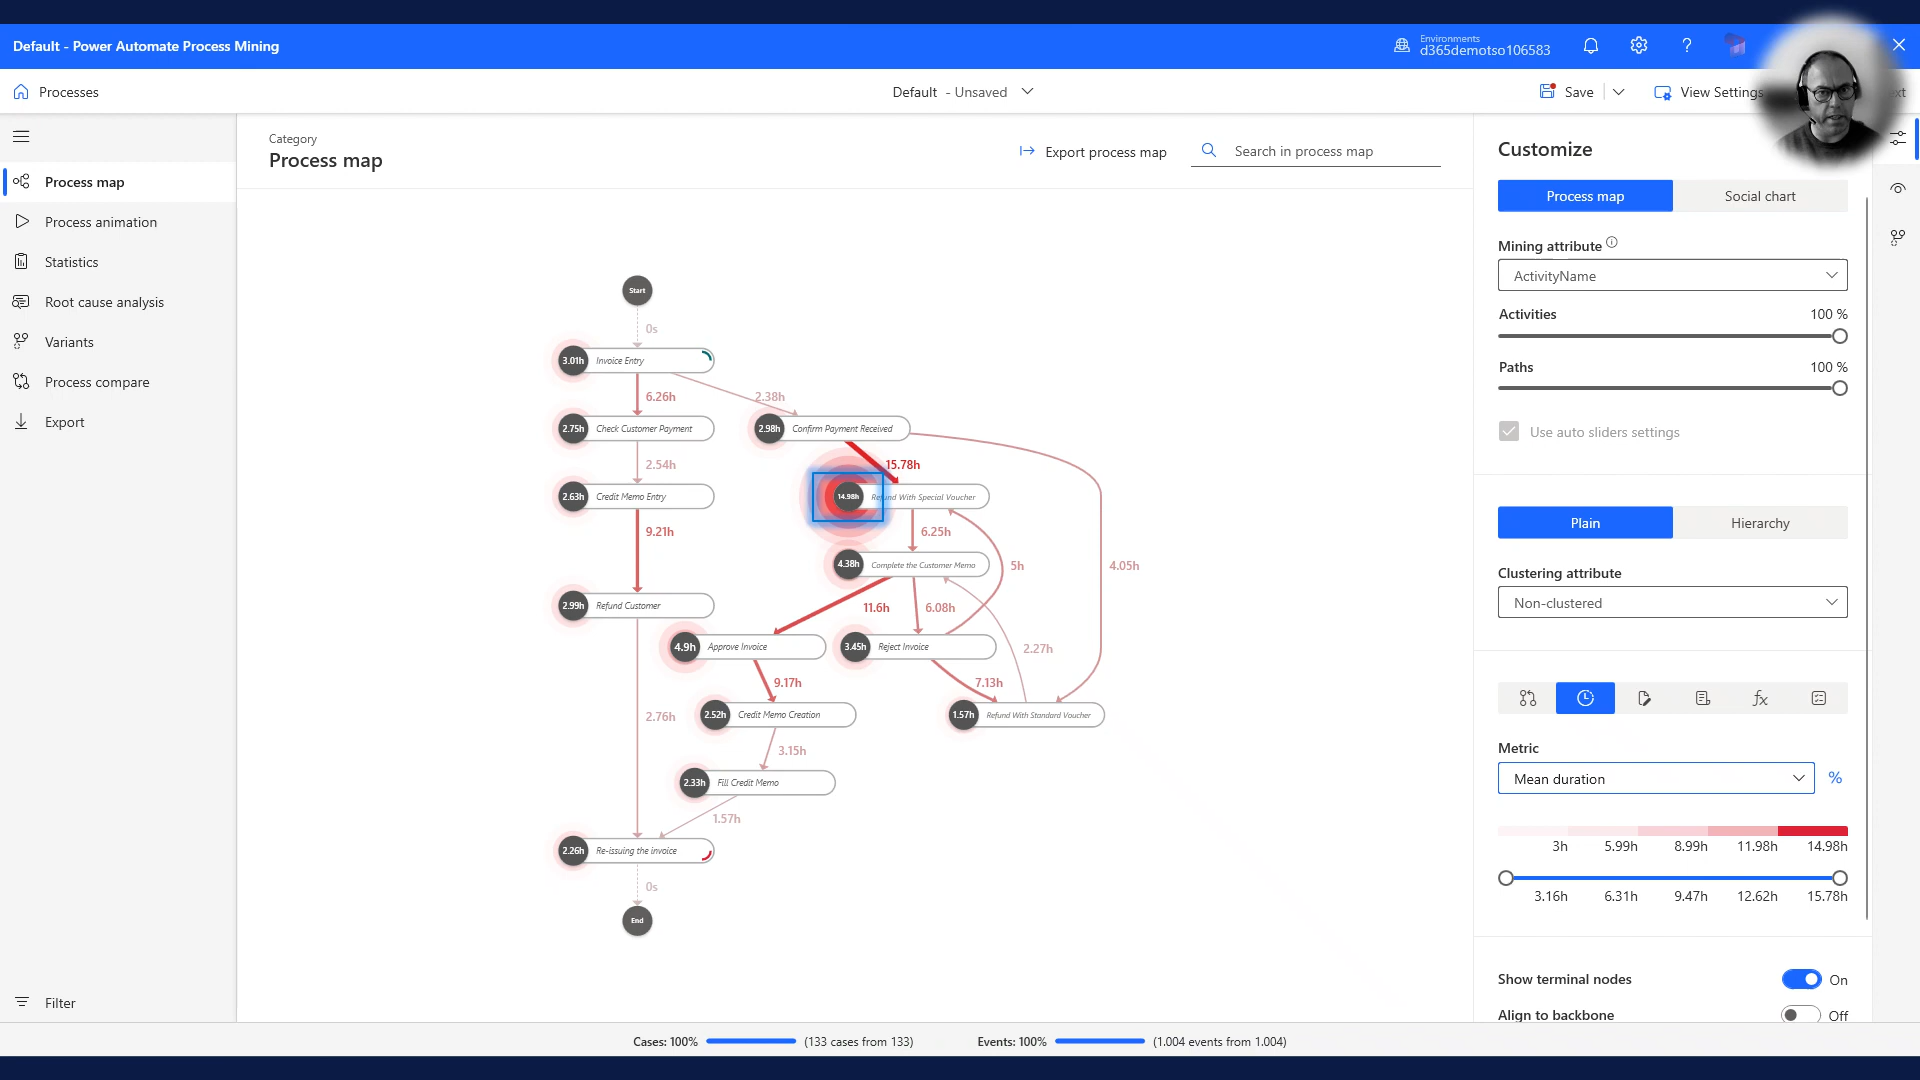 Default - Power Automate Process Mining
Environments
d365demotso106583
?
Processes
Default - Unsaved
Save
View Settings
Category
Process map
Export process map
Search in process map
Process map
Process animation
Statistics
Root cause analysis
Variants
Process compare
Export
Filter
Start
0s
3.01h Invoice Entry
6.26h
2.38h
2.75h Check Customer Payment
2.98h Confirm Payment Received
2.54h
15.78h
2.63h Credit Memo Entry
14.98h Refund With Special Voucher
9.21h
6.25h
4.38h Complete the Customer Memo
5h
4.05h
2.99h Refund Customer
11.6h
6.08h
4.9h Approve Invoice
3.45h Reject Invoice
2.27h
9.17h
7.13h
2.76h
2.52h Credit Memo Creation
1.57h Refund With Standard Voucher
3.15h
2.33h Fill Credit Memo
1.57h
2.26h Re-issuing the invoice
0s
End
Customize
Process map
Social chart
Mining attribute
ActivityName
Activities
100 %
Paths
100 %
Use auto sliders settings
Plain
Hierarchy
Clustering attribute
Non-clustered
fx
Metric
Mean duration
%
3h 5.99h 8.99h 11.98h 14.98h
3.16h 6.31h 9.47h 12.62h 15.78h
Show terminal nodes
On
Align to backbone
Off
Cases: 100%
(133 cases from 133)
Events: 100%
(1.004 events from 1.004)